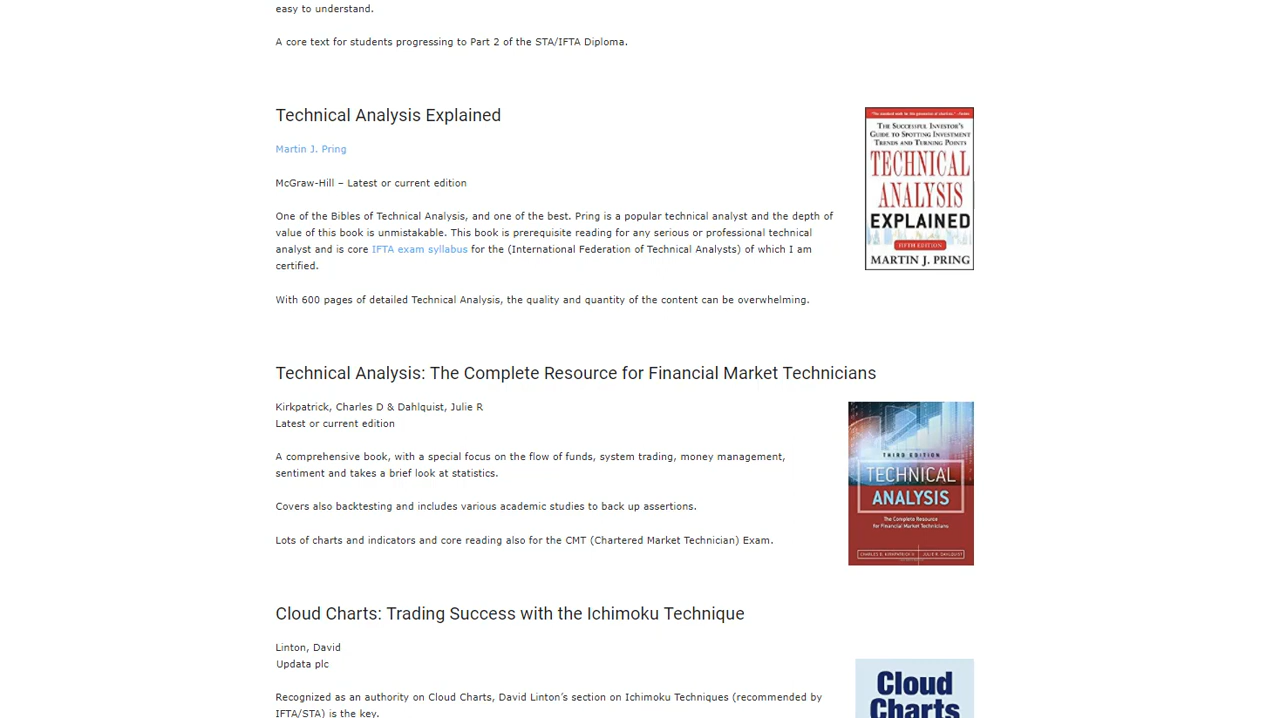 easy to understand.
A core text for students progressing to Part 2 of the STA/IFTA Diploma.
Technical Analysis Explained
Martin J. Pring
McGraw-Hill – Latest or current edition
One of the Bibles of Technical Analysis, and one of the best. Pring is a popular technical analyst and the depth of
value of this book is unmistakable. This book is prerequisite reading for any serious or professional technical
analyst and is core IFTA exam syllabus for the (International Federation of Technical Analysts) of which I am
certified.
With 600 pages of detailed Technical Analysis, the quality and quantity of the content can be overwhelming.
THE SUCCESSFUL INVESTOR'S
GUIDE TO SPOTTING INVESTMENT
TRENDS AND TURNING POINTS
TECHNICAL
ANALYSIS
EXPLAINED
FIFTH EDITION
MARTIN J. PRING
Technical Analysis: The Complete Resource for Financial Market Technicians
Kirkpatrick, Charles D & Dahlquist, Julie R
Latest or current edition
A comprehensive book, with a special focus on the flow of funds, system trading, money management,
sentiment and takes a brief look at statistics.
Covers also backtesting and includes various academic studies to back up assertions.
Lots of charts and indicators and core reading also for the CMT (Chartered Market Technician) Exam.
THIRD EDITION
TECHNICAL
ANALYSIS
The Complete Resource
for Financial Market Technicians
CHARLES D. KIRKPATRICK II JULIE R. DAHLQUIST
Cloud Charts: Trading Success with the Ichimoku Technique
Linton, David
Updata plc
Recognized as an authority on Cloud Charts, David Linton's section on Ichimoku Techniques (recommended by
IFTA/STA) is the key.
Cloud
Charts